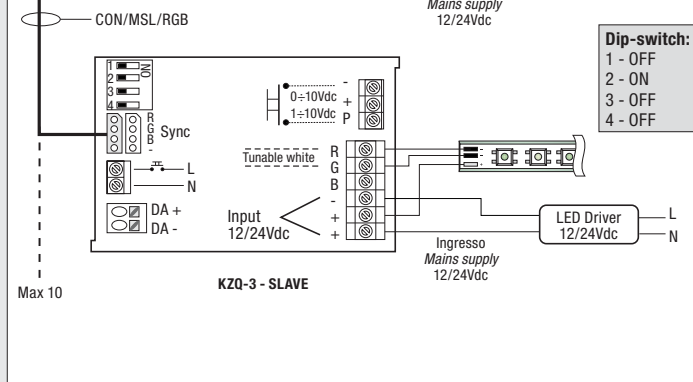 CON/MSL/RGB
Mains supply
12/24Vdc
Dip-switch:
1 - OFF
2 - ON
3 - OFF
4 - OFF
1
2
3
4
ON
R
G
B
-
Sync
L
N
DA +
DA -
0÷10Vdc
1÷10Vdc
-
+
P
Tunable white
R
G
B
-
+
+
Input
12/24Vdc
-
-
+
Ingresso
Mains supply
12/24Vdc
LED Driver
12/24Vdc
L
N
KZQ-3 - SLAVE
Max 10